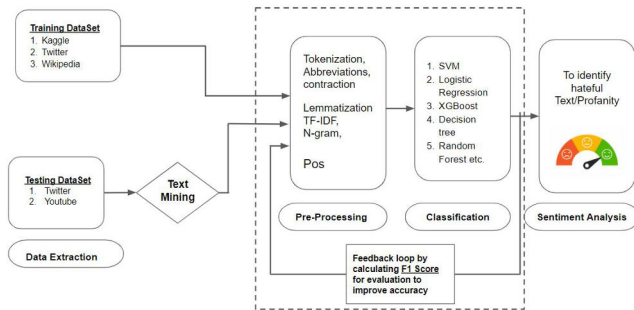 Training DataSet
1. Kaggle
2. Twitter
3. Wikipedia
Testing DataSet
1. Twitter
2. Youtube
Data Extraction
Text
Mining
Tokenization,
Abbreviations,
contraction
Lemmatization
TF-IDF,
N-gram,
Pos
Pre-Processing
1. SVM
2. Logistic
Regression
3. XGBoost
4. Decision
tree
5. Random
Forest etc.
Classification
Feedback loop by
calculating F1 Score
for evaluation to
improve accuracy
To identify
hateful
Text/Profanity
Sentiment Analysis